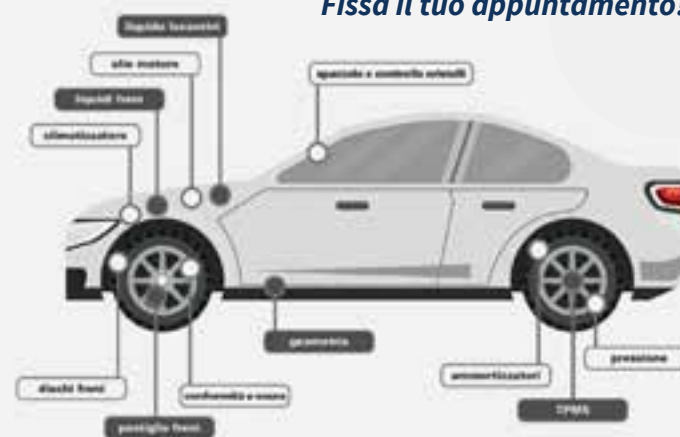 Fissa il tuo appuntamento!
liquido lavavetri
olio motore
spazzole e controllo cristalli
liquidi freni
climatizzatore
geometria
pressione
ammortizzatori
dischi freni
conformità e usura
TPMS
pastiglie freni